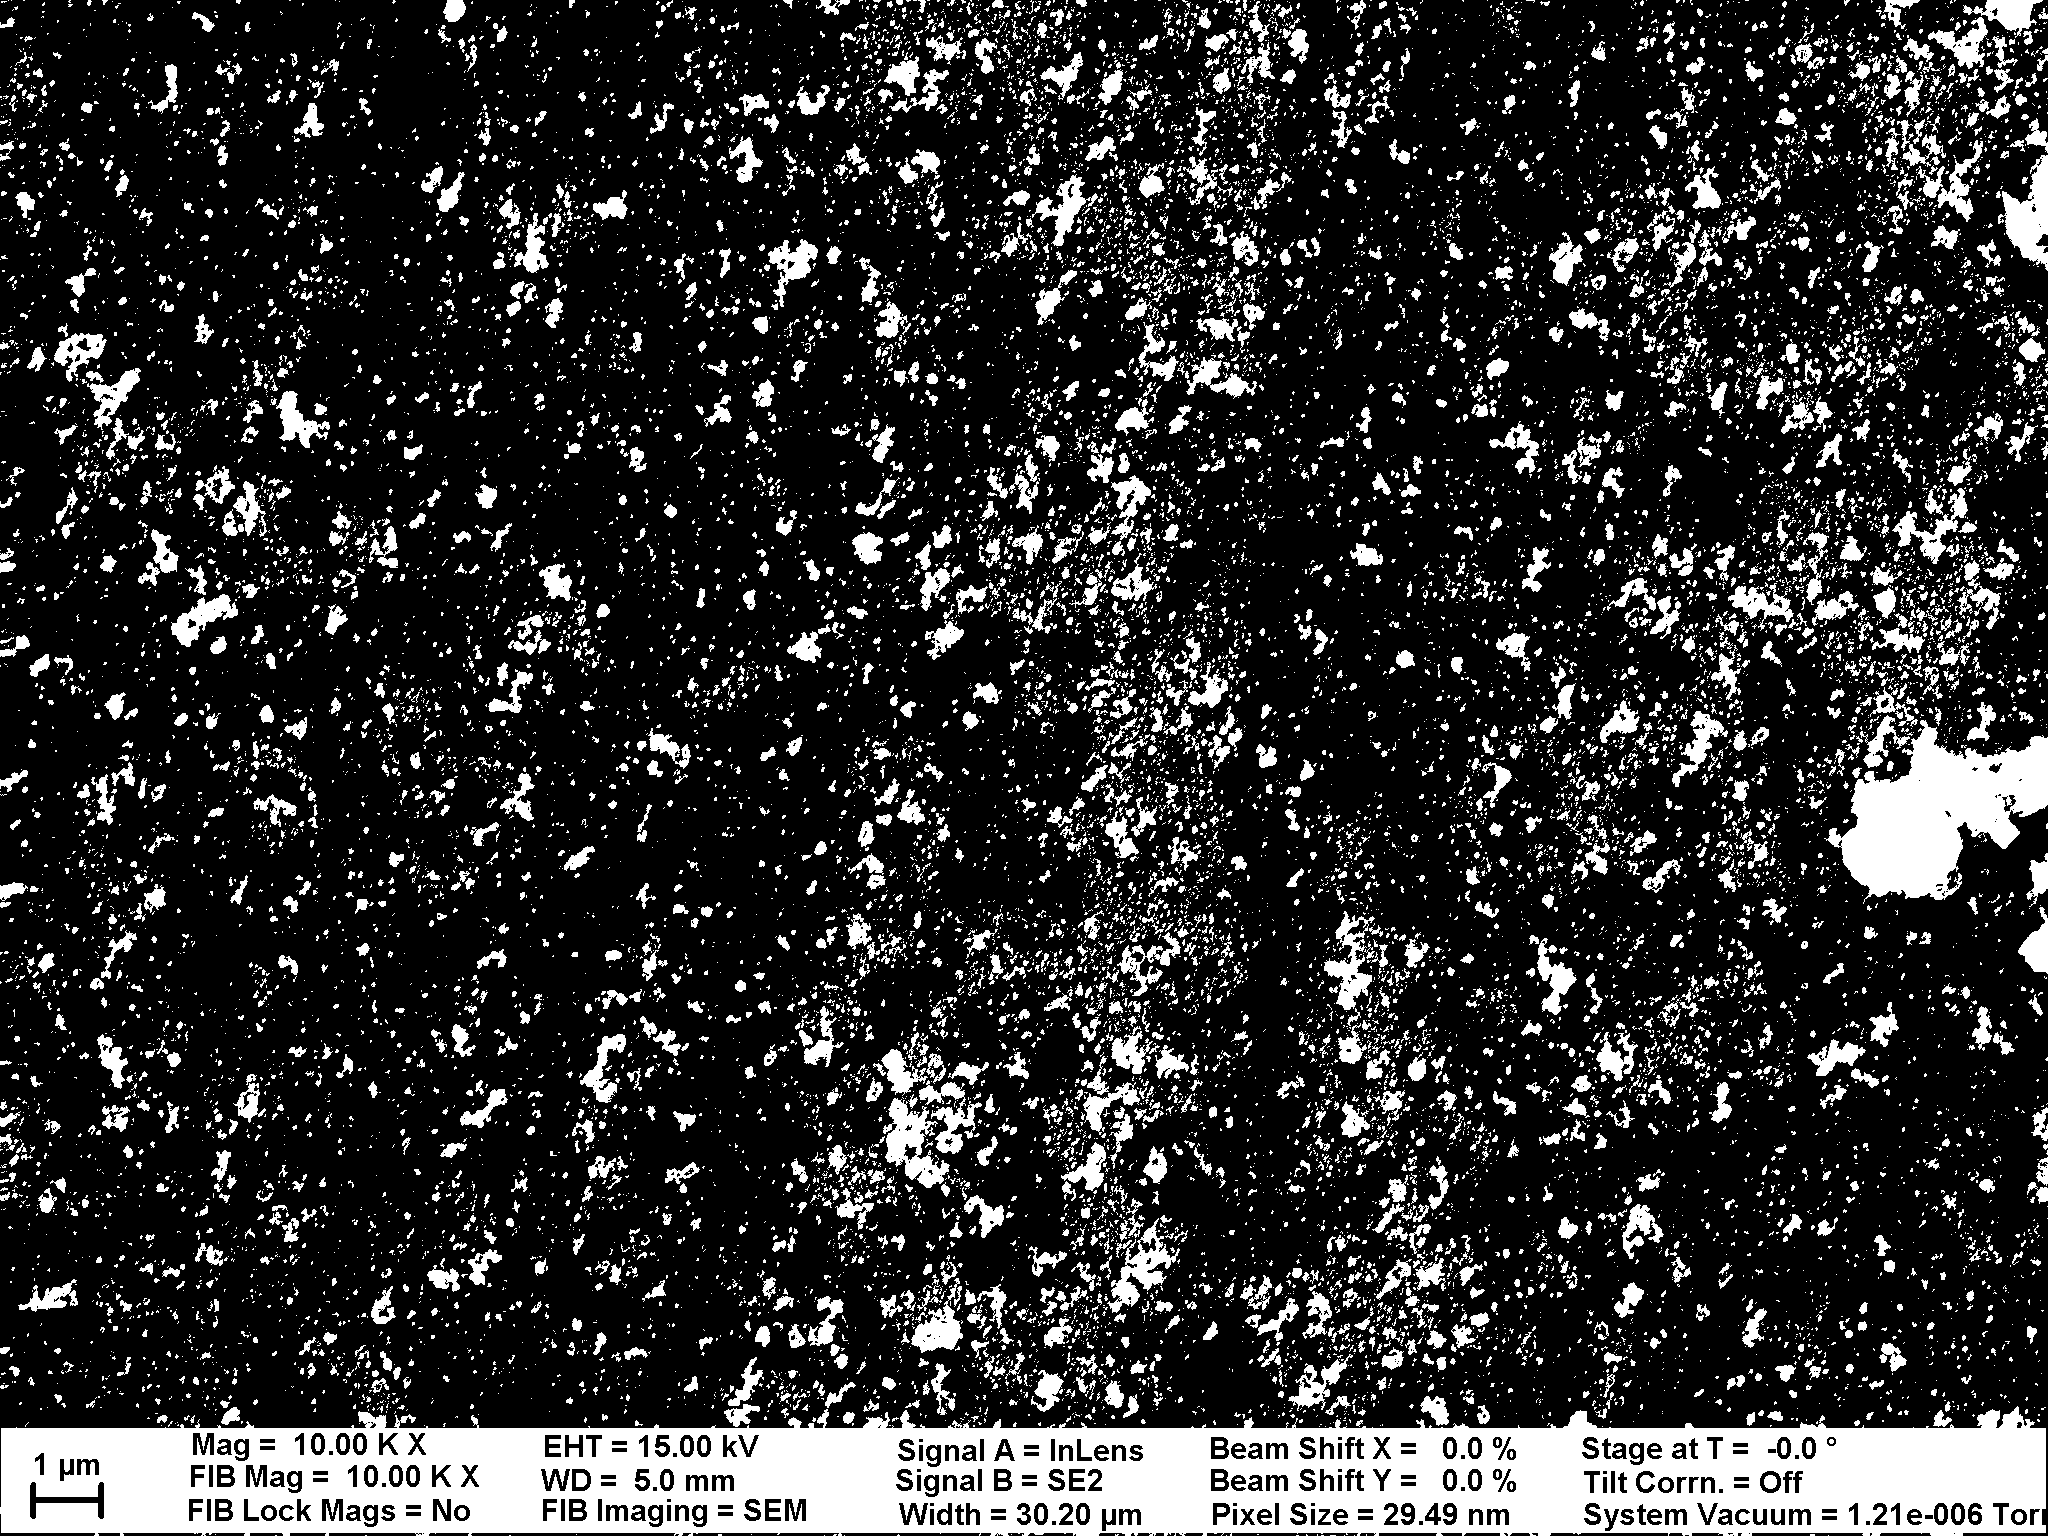 1 µm
Mag =  10.00 K X
FIB Mag =  10.00 K X
FIB Lock Mags = No
EHT = 15.00 kV
WD =  5.0 mm
FIB Imaging = SEM
Signal A = InLens
Signal B = SE2
Width = 30.20 µm
Beam Shift X =   0.0 %
Beam Shift Y =   0.0 %
Pixel Size = 29.49 nm
Stage at T =  -0.0 °
Tilt Corrn. = Off
System Vacuum = 1.21e-006 Torr